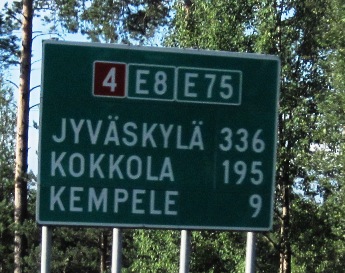 4 E8 E75
JYVÄSKYLÄ 336
KOKKOLA 195
KEMPELE 9